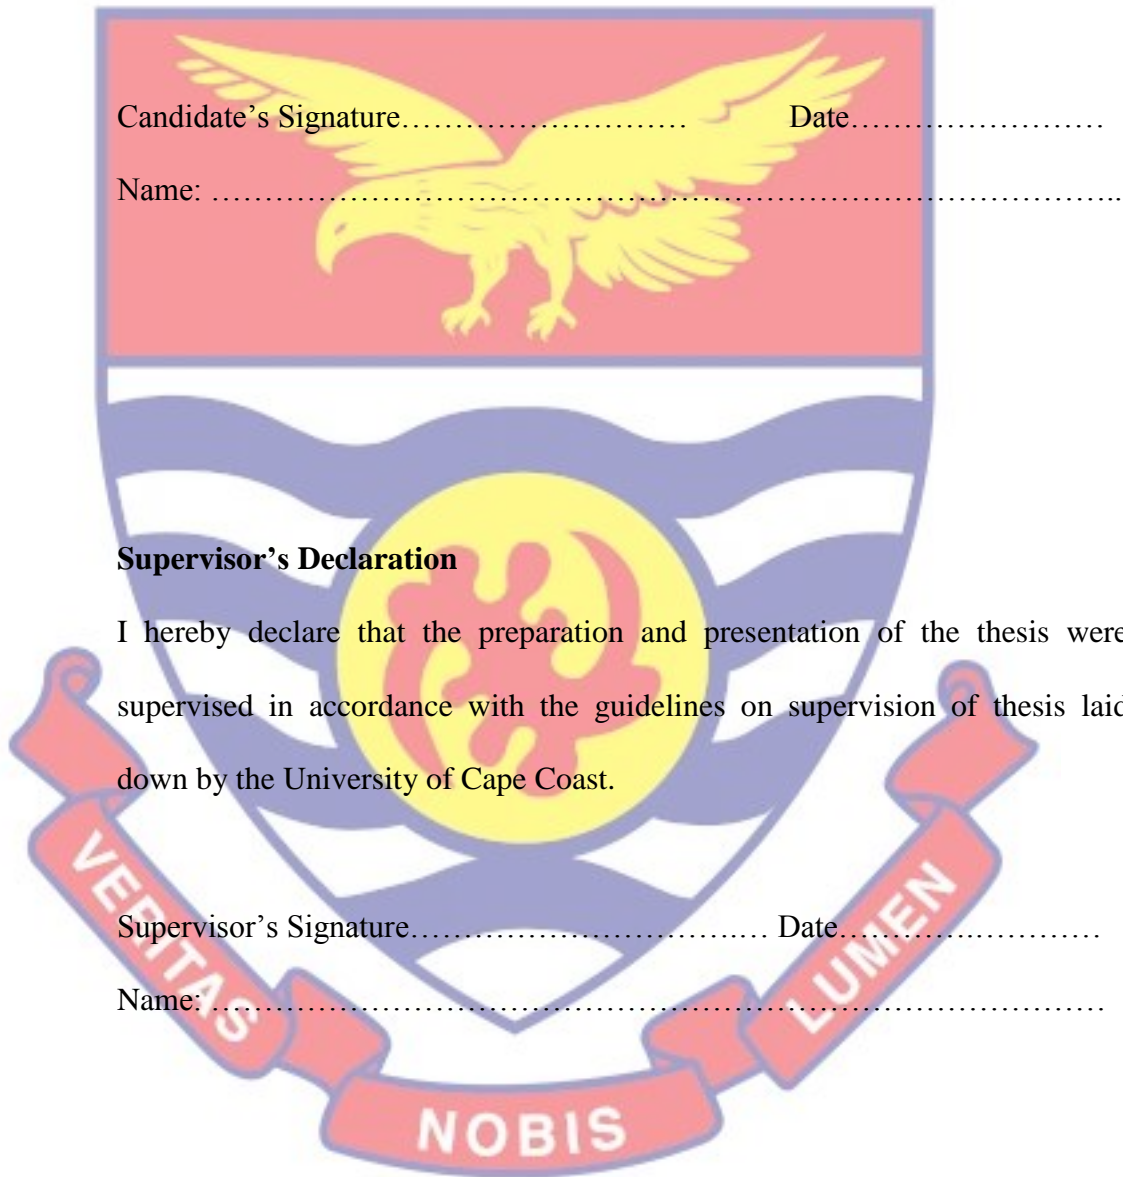 Candidate’s Signature……………………… Date……………………
Name: …………………………………………………………………………..
Supervisor’s Declaration
I hereby declare that the preparation and presentation of the thesis were
supervised in accordance with the guidelines on supervision of thesis laid
down by the University of Cape Coast.
Supervisor’s Signature………………………….… Date………….…………
Name: …………………………………………………………………………
VERITAS
NOBIS
LUMEN